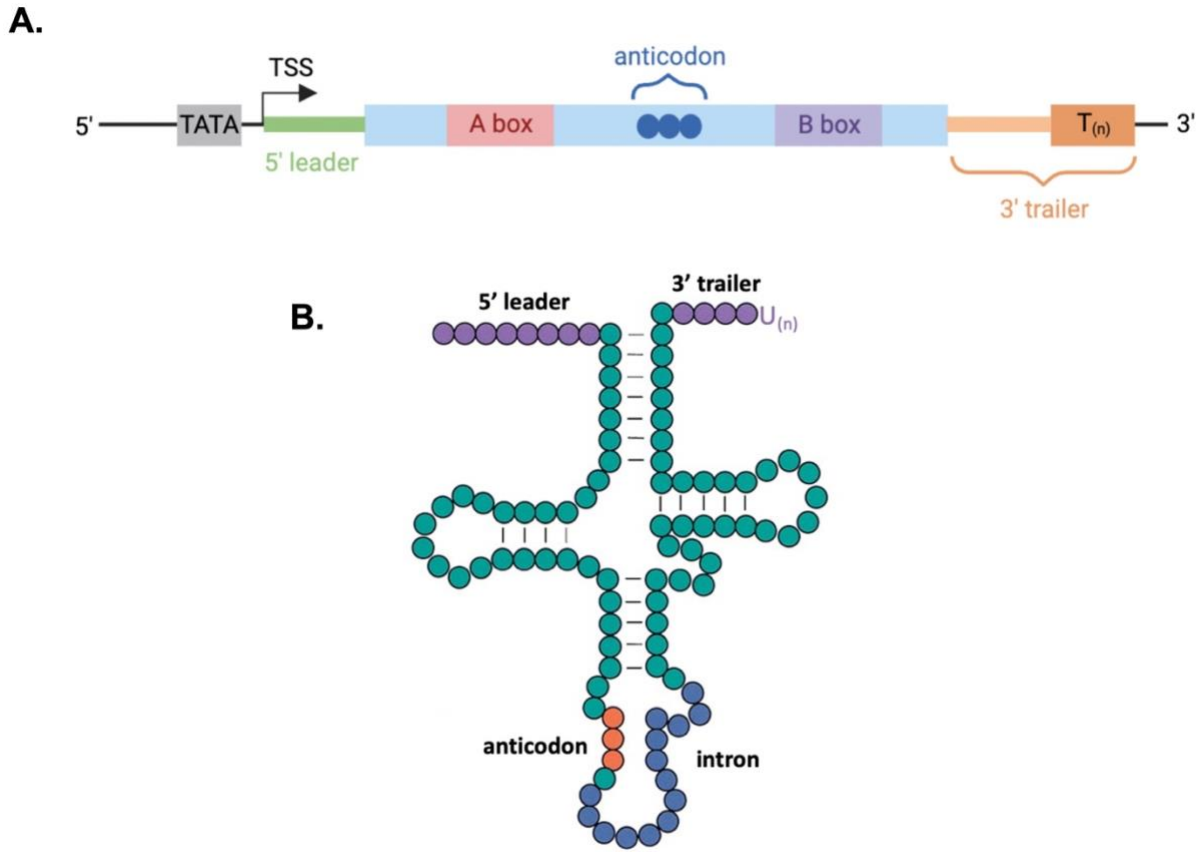 A.
anticodon
TSS
5' TATA A box B box T(n) 3'
5' leader
3' trailer
B.
5’ leader
3’ trailer
U(n)
anticodon
intron